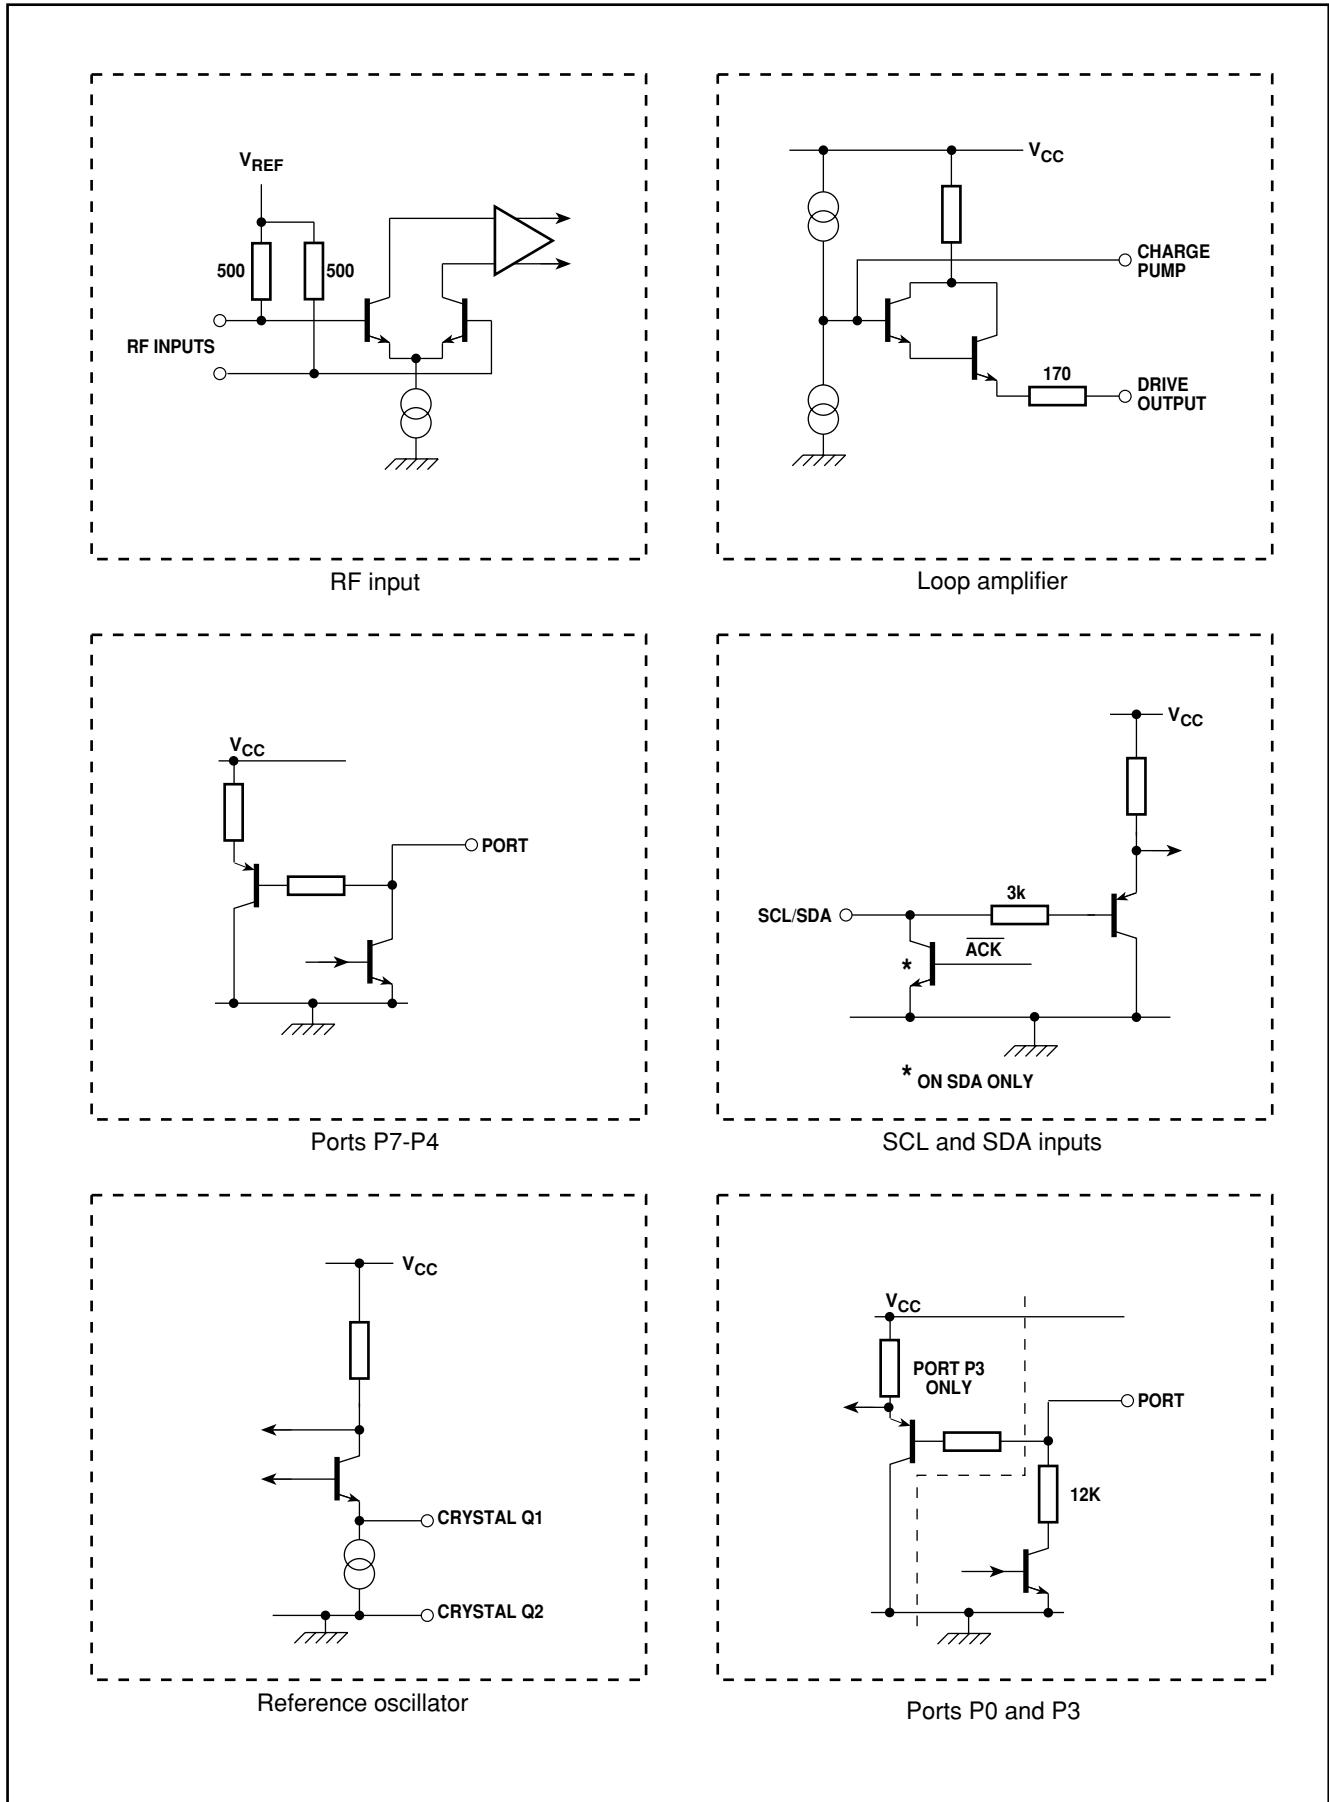 VREF
500
500
RF INPUTS
RF input
VCC
CHARGE
PUMP
170
DRIVE
OUTPUT
Loop amplifier
VCC
PORT
Ports P7-P4
VCC
3k
SCL/SDA
ACK
*
* ON SDA ONLY
SCL and SDA inputs
VCC
CRYSTAL Q1
CRYSTAL Q2
Reference oscillator
VCC
PORT P3
ONLY
PORT
12K
Ports P0 and P3